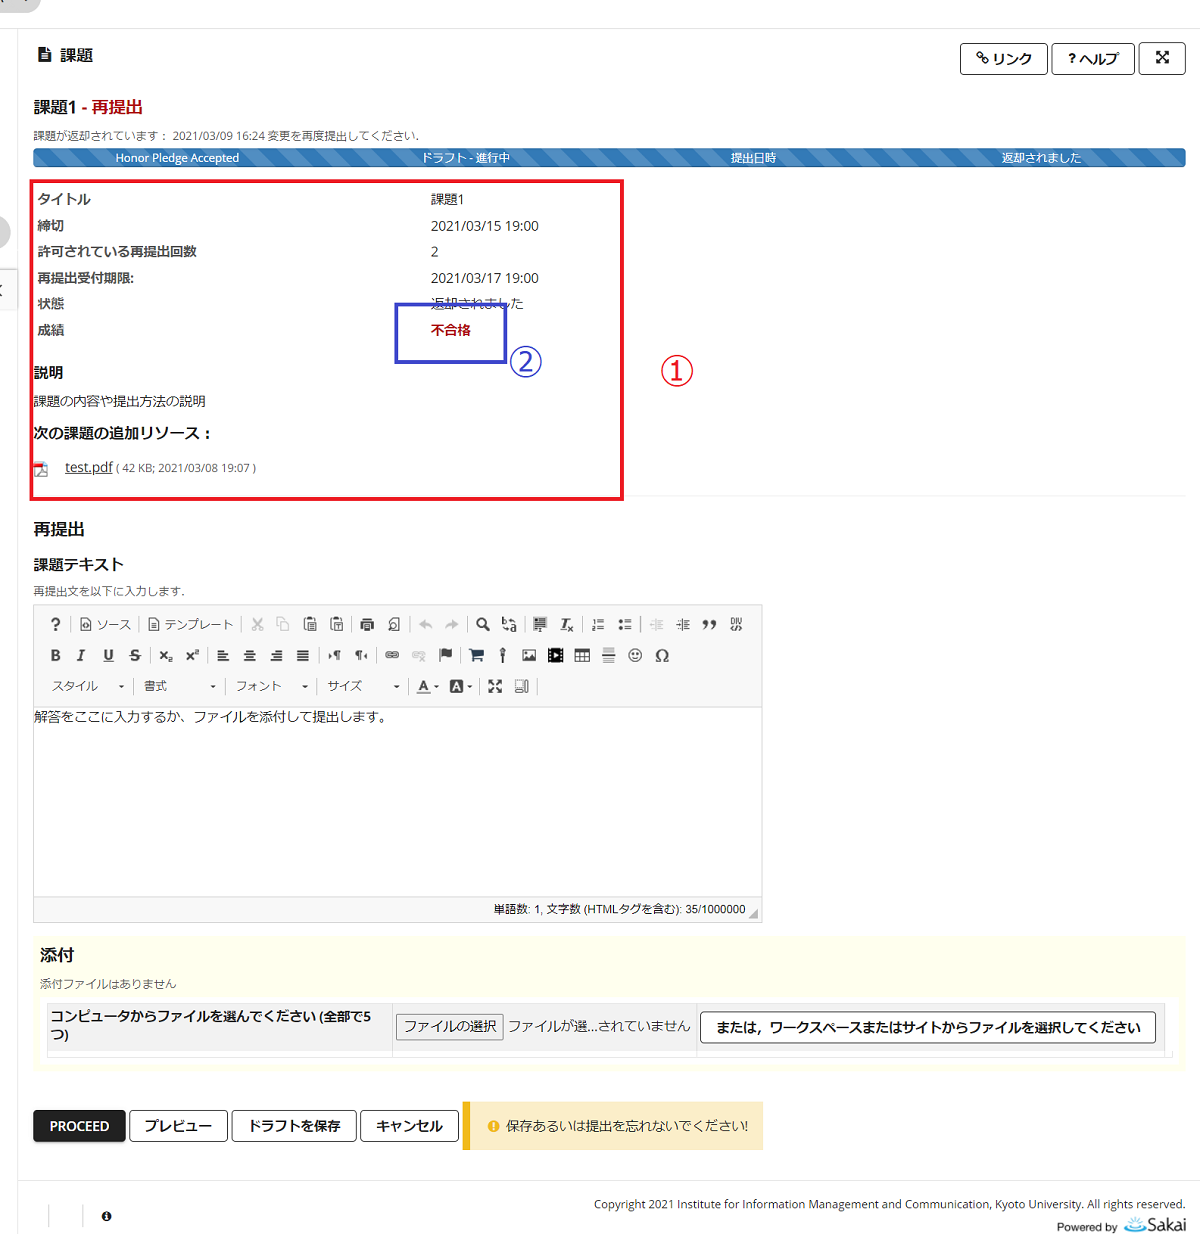 課題
リンク
? ヘルプ
課題1 - 再提出
課題が返却されています： 2021/03/09 16:24 変更を再度提出してください.
Honor Pledge Accepted
ドラフト - 進行中
提出日時
返却されました
タイトル 課題1
締切 2021/03/15 19:00
許可されている再提出回数 2
再提出受付期限: 2021/03/17 19:00
状態 返却されました
成績 不合格
②
①
説明
課題の内容や提出方法の説明
次の課題の追加リソース：
test.pdf ( 42 KB; 2021/03/08 19:07 )
再提出
課題テキスト
再提出文を以下に入力します.
? ソース テンプレート
B I U S x₂ x²
スタイル 書式 フォント サイズ A A
解答をここに入力するか、ファイルを添付して提出します。
単語数: 1, 文字数 (HTMLタグを含む): 35/1000000
添付
添付ファイルはありません
コンピュータからファイルを選んでください (全部で5
つ)
ファイルの選択 ファイルが選...されていません
または，ワークスペースまたはサイトからファイルを選択してください
PROCEED
プレビュー
ドラフトを保存
キャンセル
保存あるいは提出を忘れないでください!
Copyright 2021 Institute for Information Management and Communication, Kyoto University. All rights reserved.
Powered by Sakai